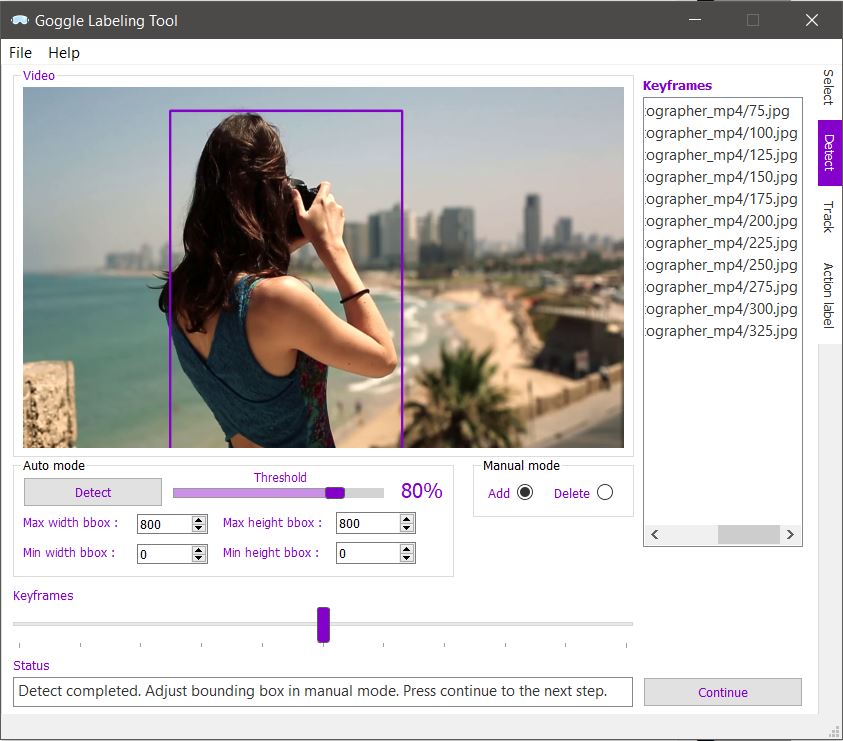 Goggle Labeling Tool
File Help
Video
Keyframes
ographer_mp4/75.jpg
ographer_mp4/100.jpg
ographer_mp4/125.jpg
ographer_mp4/150.jpg
ographer_mp4/175.jpg
ographer_mp4/200.jpg
ographer_mp4/225.jpg
ographer_mp4/250.jpg
ographer_mp4/275.jpg
ographer_mp4/300.jpg
ographer_mp4/325.jpg
Select
Detect
Track
Action label
Auto mode
Detect
Threshold
80%
Max width bbox : 800
Max height bbox : 800
Min width bbox : 0
Min height bbox : 0
Manual mode
Add Delete
Keyframes
Status
Detect completed. Adjust bounding box in manual mode. Press continue to the next step.
Continue